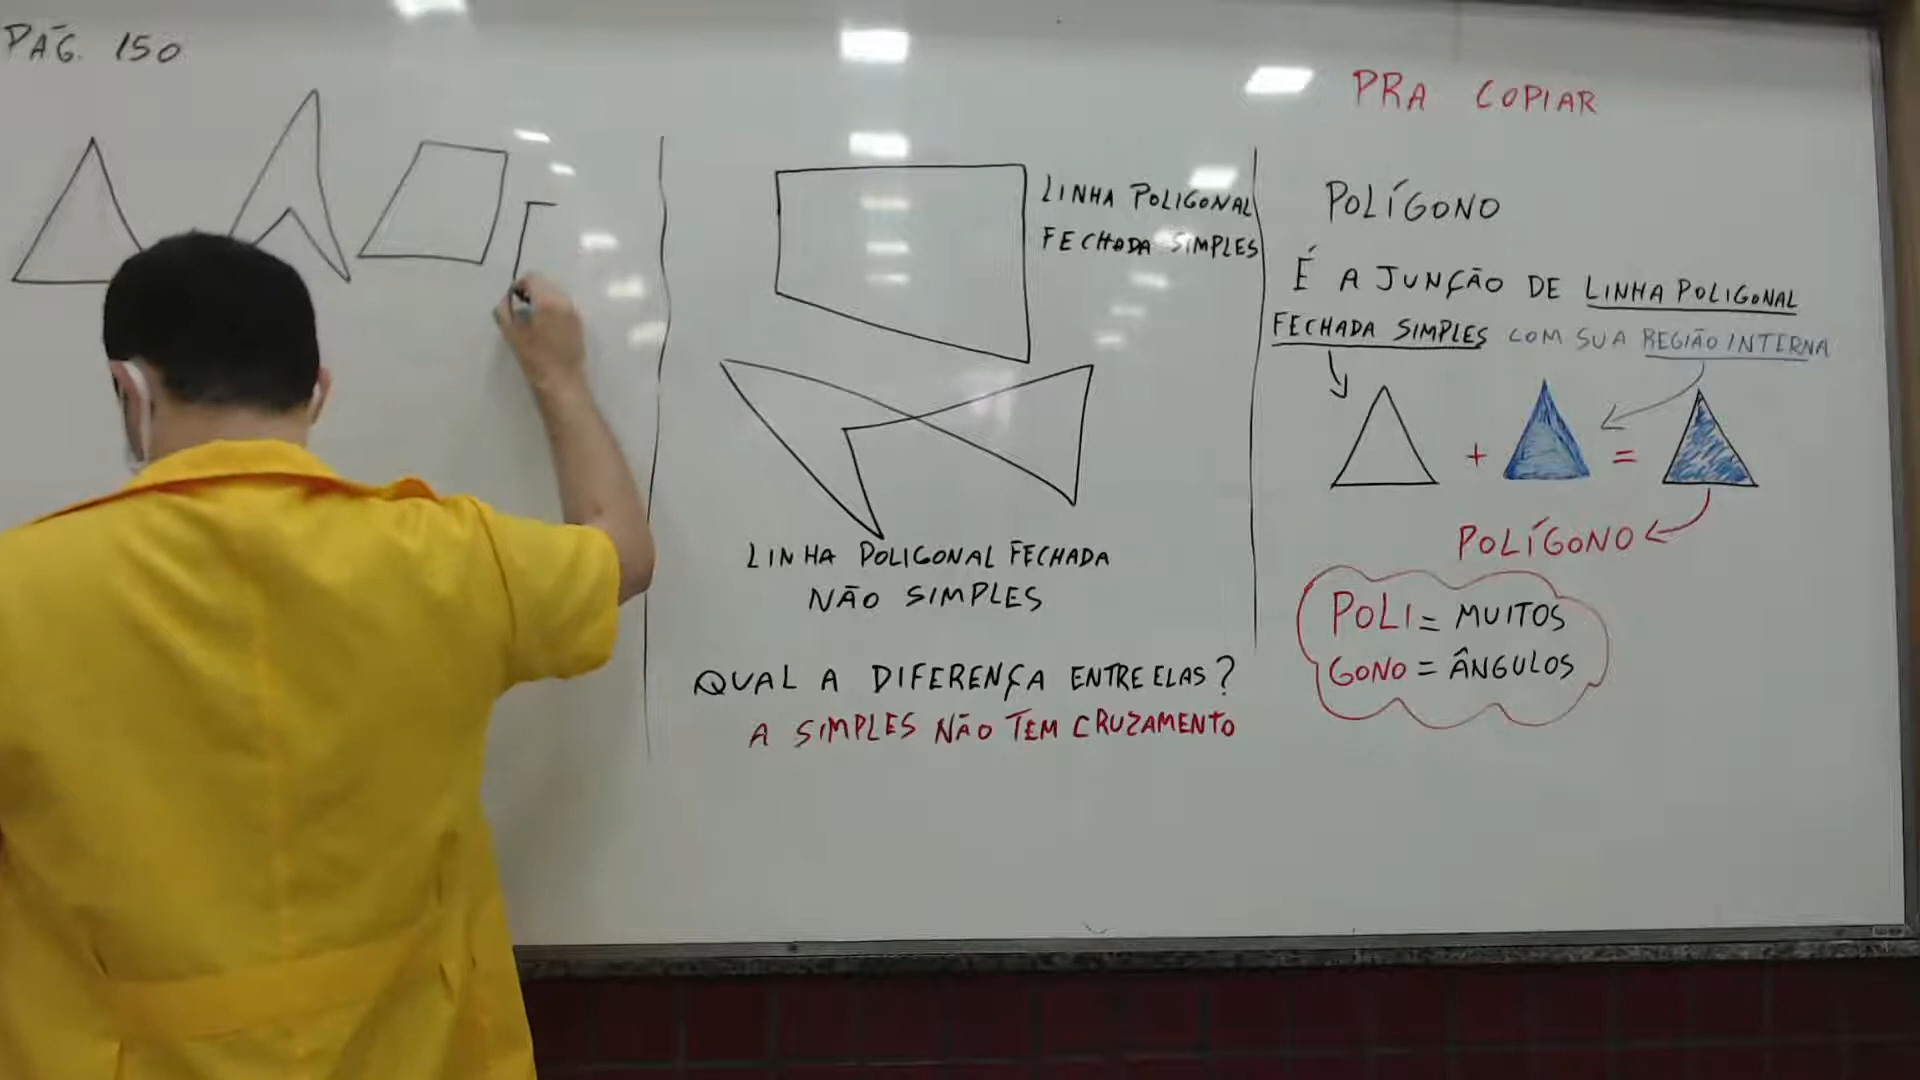 PÁG. 150
LINHA POLIGONAL
FECHADA SIMPLES
LINHA POLIGONAL FECHADA
NÃO SIMPLES
QUAL A DIFERENÇA ENTRE ELAS?
A SIMPLES NÃO TEM CRUZAMENTO
PRA COPIAR
POLÍGONO
É A JUNÇÃO DE LINHA POLIGONAL
FECHADA SIMPLES COM SUA REGIÃO INTERNA
+ =
POLÍGONO
POLI = MUITOS
GONO = ÂNGULOS